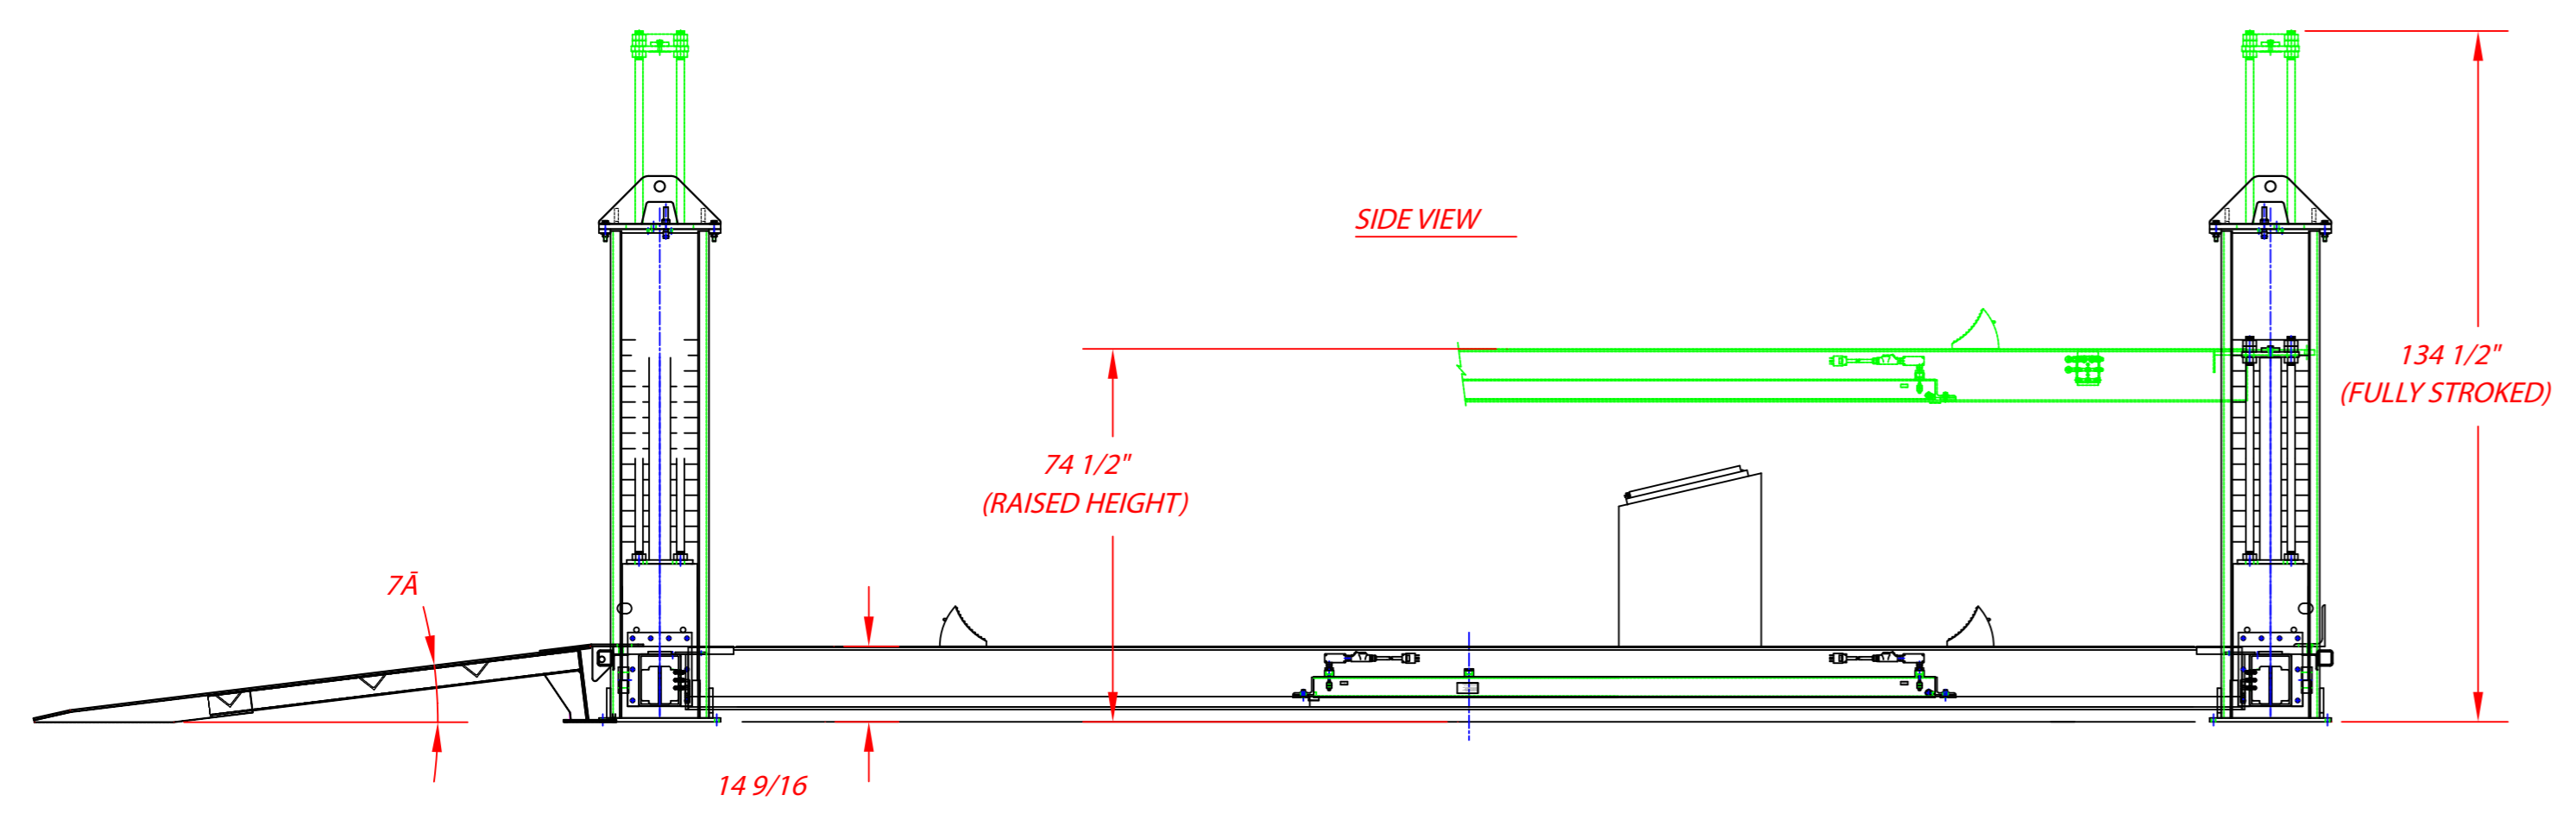 SIDE VIEW
134 1/2"
(FULLY STROKED)
74 1/2"
(RAISED HEIGHT)
7Ā
14 9/16